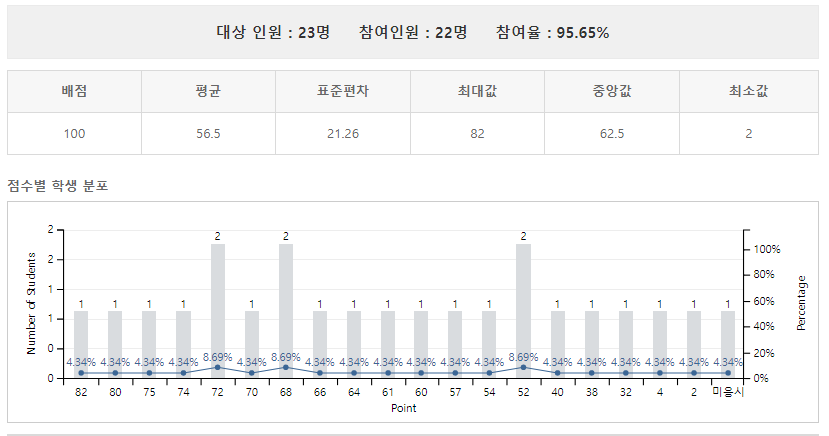 대상 인원 : 23명 참여인원 : 22명 참여율 : 95.65%
배점 평균 표준편차 최대값 중앙값 최소값
100 56.5 21.26 82 62.5 2
점수별 학생 분포
Number of Students
2
2
1
1
0
0
1 1 1 1 2 1 2 1 1 1 1 1 1 2 1 1 1 1 1 1
4.34% 4.34% 4.34% 4.34% 8.69% 4.34% 8.69% 4.34% 4.34% 4.34% 4.34% 4.34% 4.34% 8.69% 4.34% 4.34% 4.34% 4.34% 4.34% 4.34%
82 80 75 74 72 70 68 66 64 61 60 57 54 52 40 38 32 4 2 미응시
Point
100%
80%
60%
40%
20%
0%
Percentage